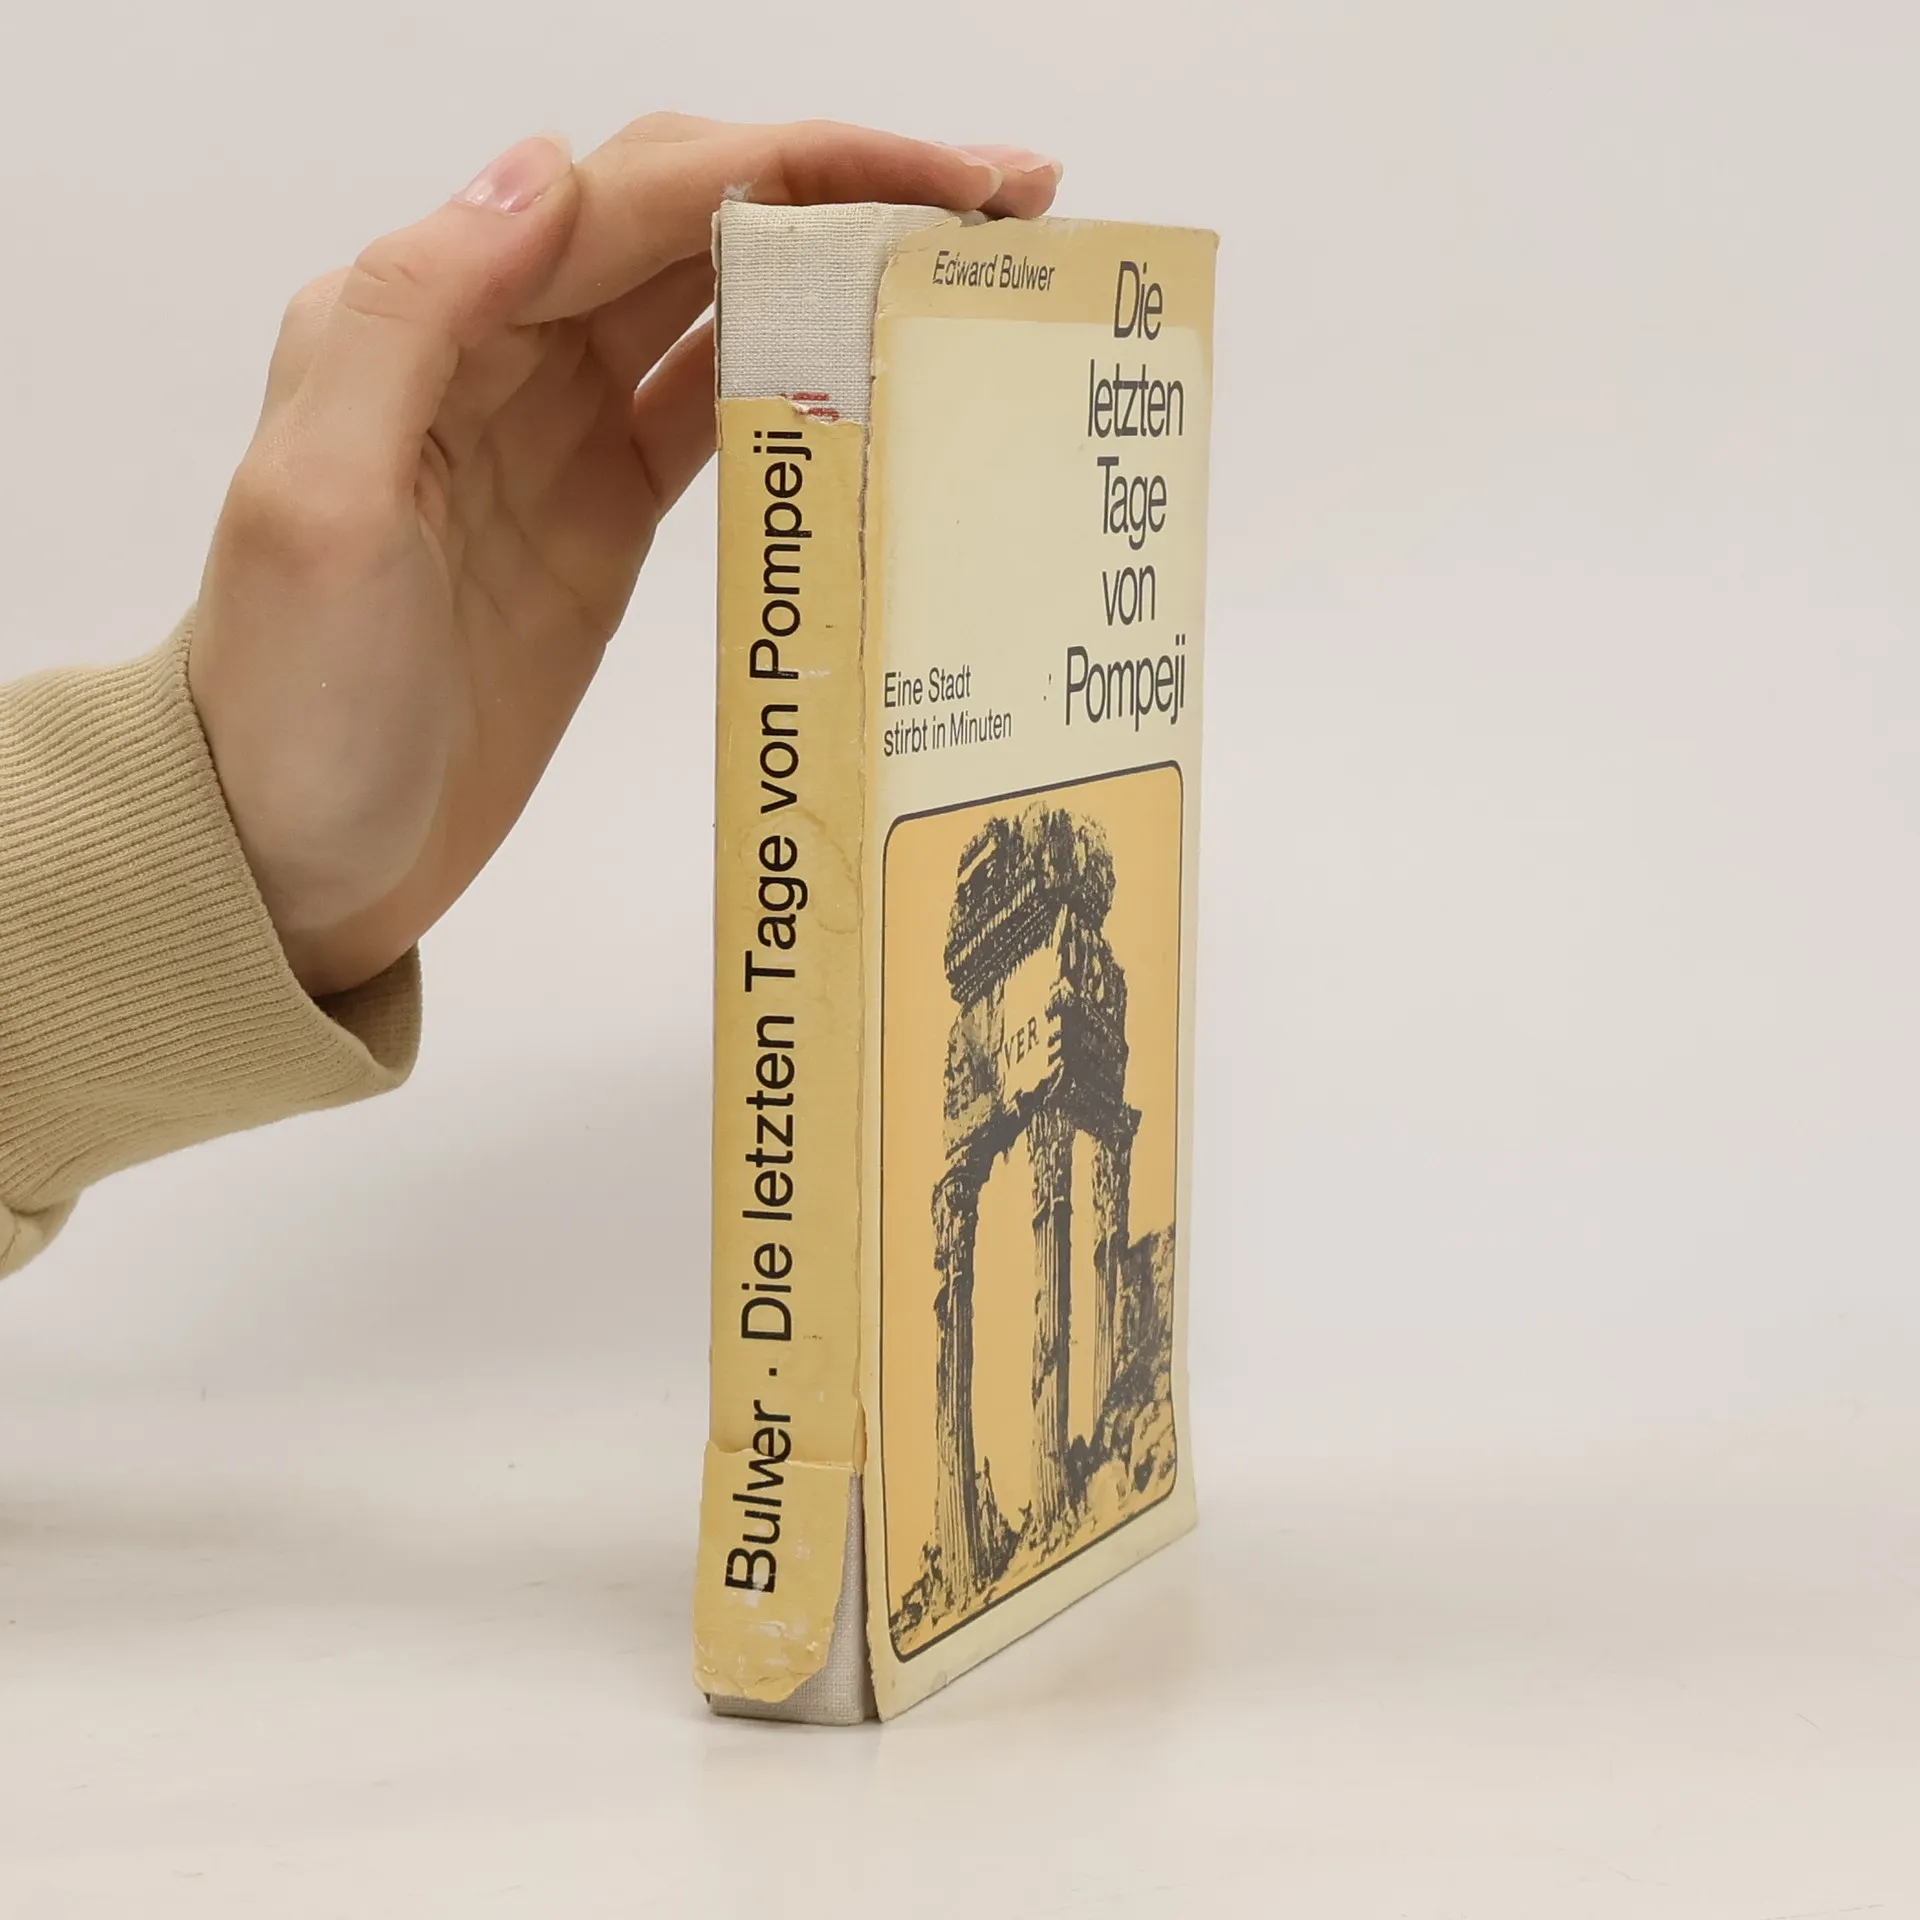 Bulwer · Die letzten Tage von Pompeji
Edward Bulwer
Die
letzten
Tage
von
Pompeji
Eine Stadt
stirbt in Minuten
VER